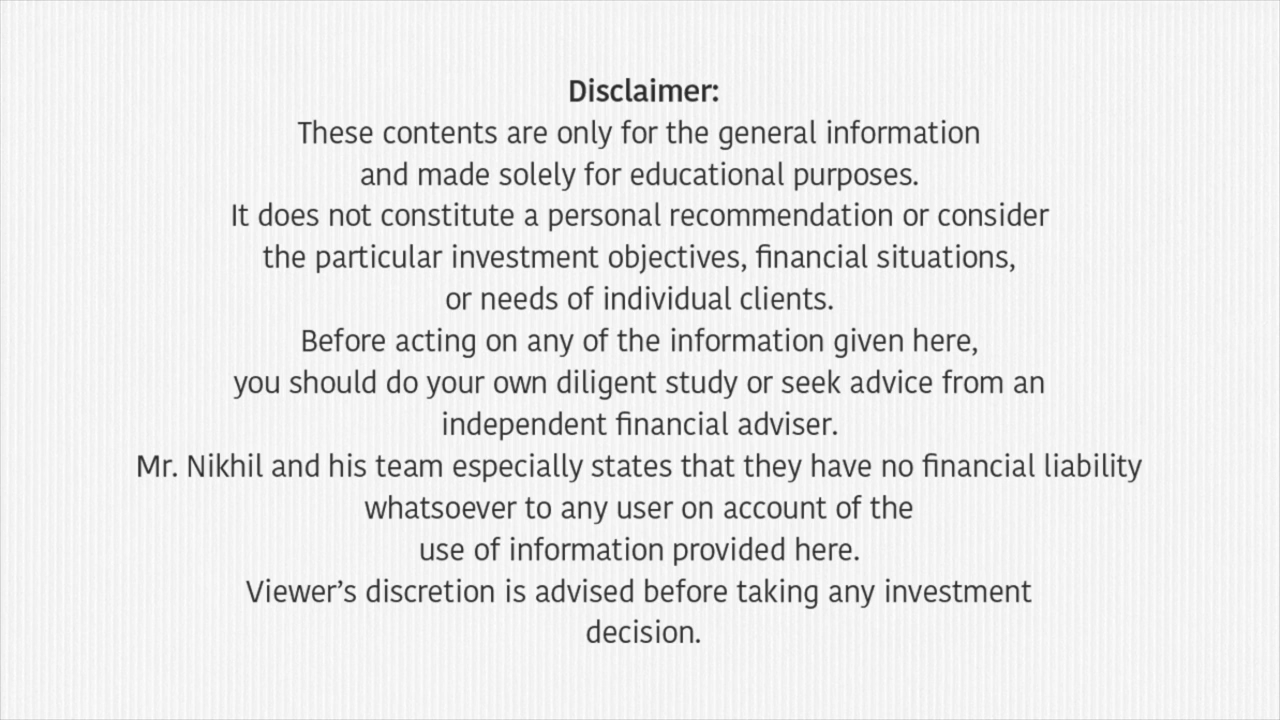 Disclaimer:
These contents are only for the general information
and made solely for educational purposes.
It does not constitute a personal recommendation or consider
the particular investment objectives, financial situations,
or needs of individual clients.
Before acting on any of the information given here,
you should do your own diligent study or seek advice from an
independent financial adviser.
Mr. Nikhil and his team especially states that they have no financial liability
whatsoever to any user on account of the
use of information provided here.
Viewer’s discretion is advised before taking any investment
decision.